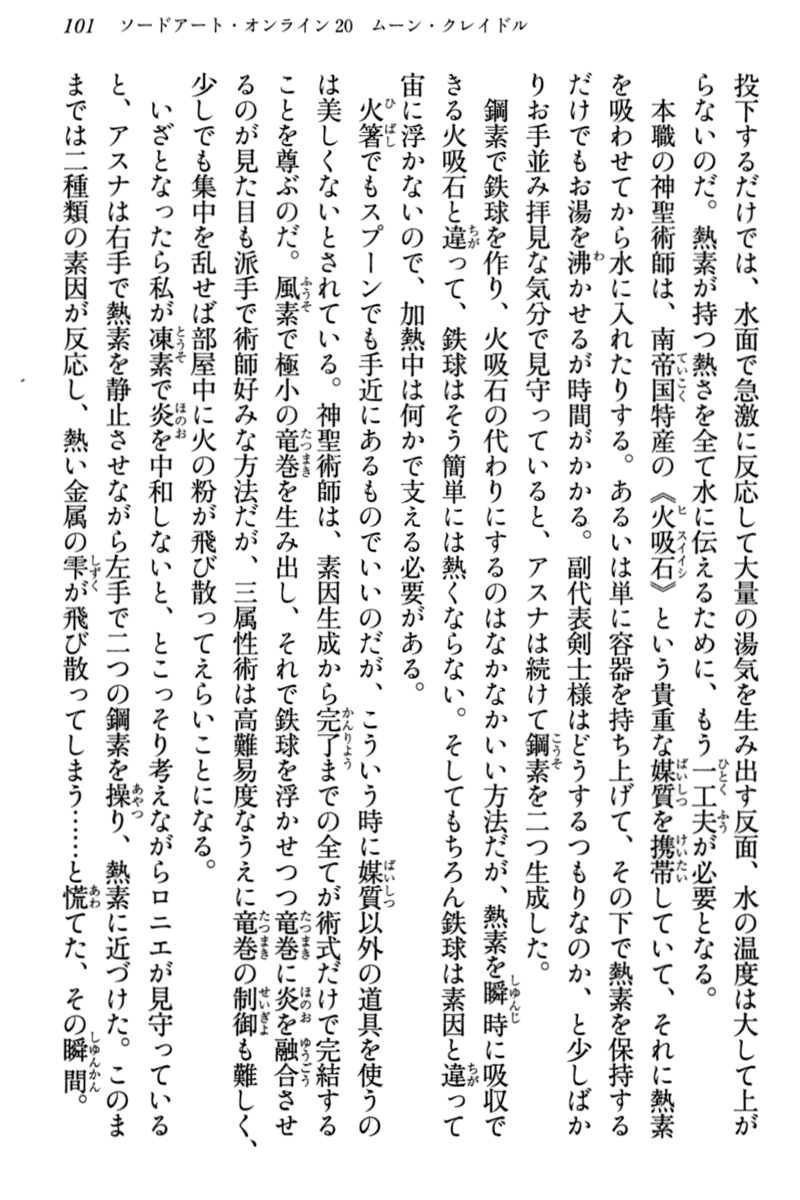 101 ソードアート・オンライン20 ムーン・クレイドル
投下するだけでは、水面で急激に反応して大量の湯気を生み出す反面、水の温度は大して上が
らないのだ。熱素が持つ熱さを全て水に伝えるために、もう一工夫が必要となる。
　本職の神聖術師は、南帝国特産の《火吸石》という貴重な媒質を携帯していて、それに熱素
を吸わせてから水に入れたりする。あるいは単に容器を持ち上げて、その下で熱素を保持する
だけでもお湯を沸かせるが時間がかかる。副代表剣士様はどうするつもりなのか、と少しばか
りお手並み拝見な気分で見守っていると、アスナは続けて鋼素を二つ生成した。
　鋼素で鉄球を作り、火吸石の代わりにするのはなかなかいい方法だが、熱素を瞬時に吸収で
きる火吸石と違って、鉄球はそう簡単には熱くならない。そしてもちろん鉄球は素因と違って
宙に浮かないので、加熱中は何かで支える必要がある。
　火箸でもスプーンでも手近にあるものでいいのだが、こういう時に媒質以外の道具を使うの
は美しくないとされている。神聖術師は、素因生成から完了までの全てが術式だけで完結する
ことを尊ぶのだ。風素で極小の竜巻を生み出し、それで鉄球を浮かせつつ竜巻に炎を融合させ
るのが見た目も派手で術師好みな方法だが、三属性術は高難易度なうえに竜巻の制御も難しく、
少しでも集中を乱せば部屋中に火の粉が飛び散ってえらいことになる。
　いざとなったら私が凍素で炎を中和しないと、とこっそり考えながらロニエが見守っている
と、アスナは右手で熱素を静止させながら左手で二つの鋼素を操り、熱素に近づけた。このま
までは二種類の素因が反応し、熱い金属の雫が飛び散ってしまう……と慌てた、その瞬間。